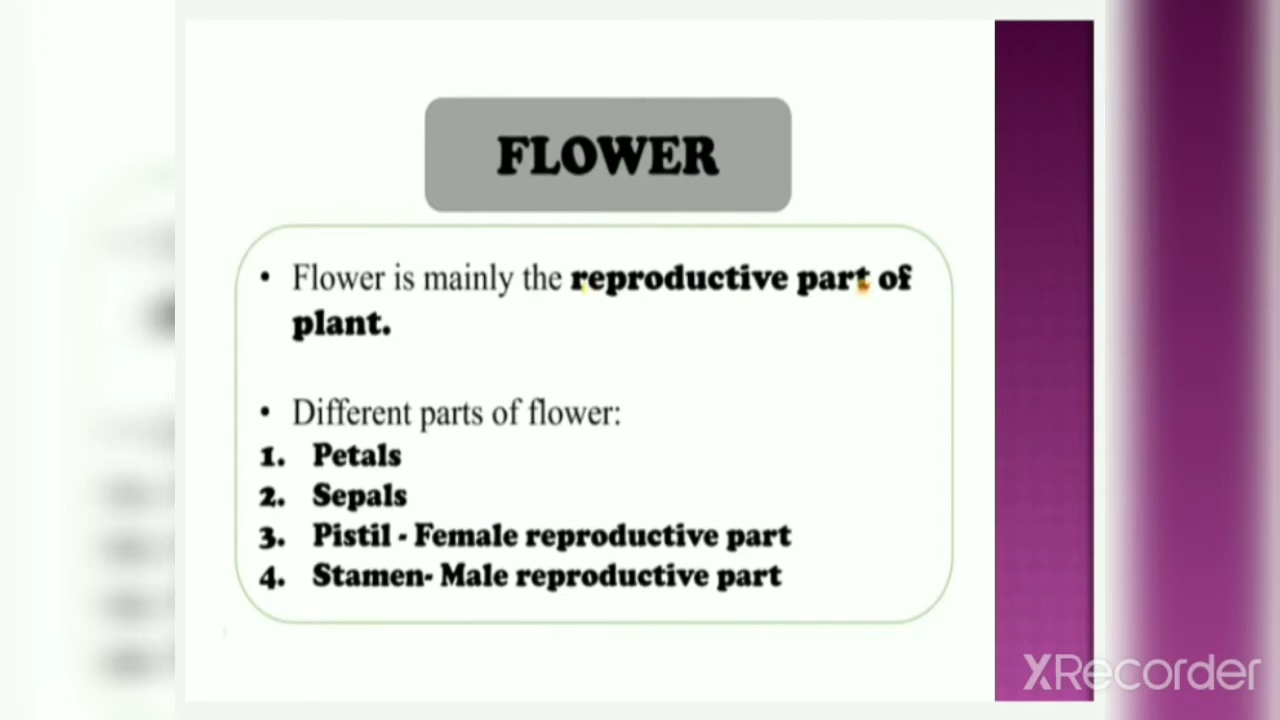 FLOWER
• Flower is mainly the reproductive part of
plant.
• Different parts of flower:
1. Petals
2. Sepals
3. Pistil - Female reproductive part
4. Stamen- Male reproductive part
XRecorder